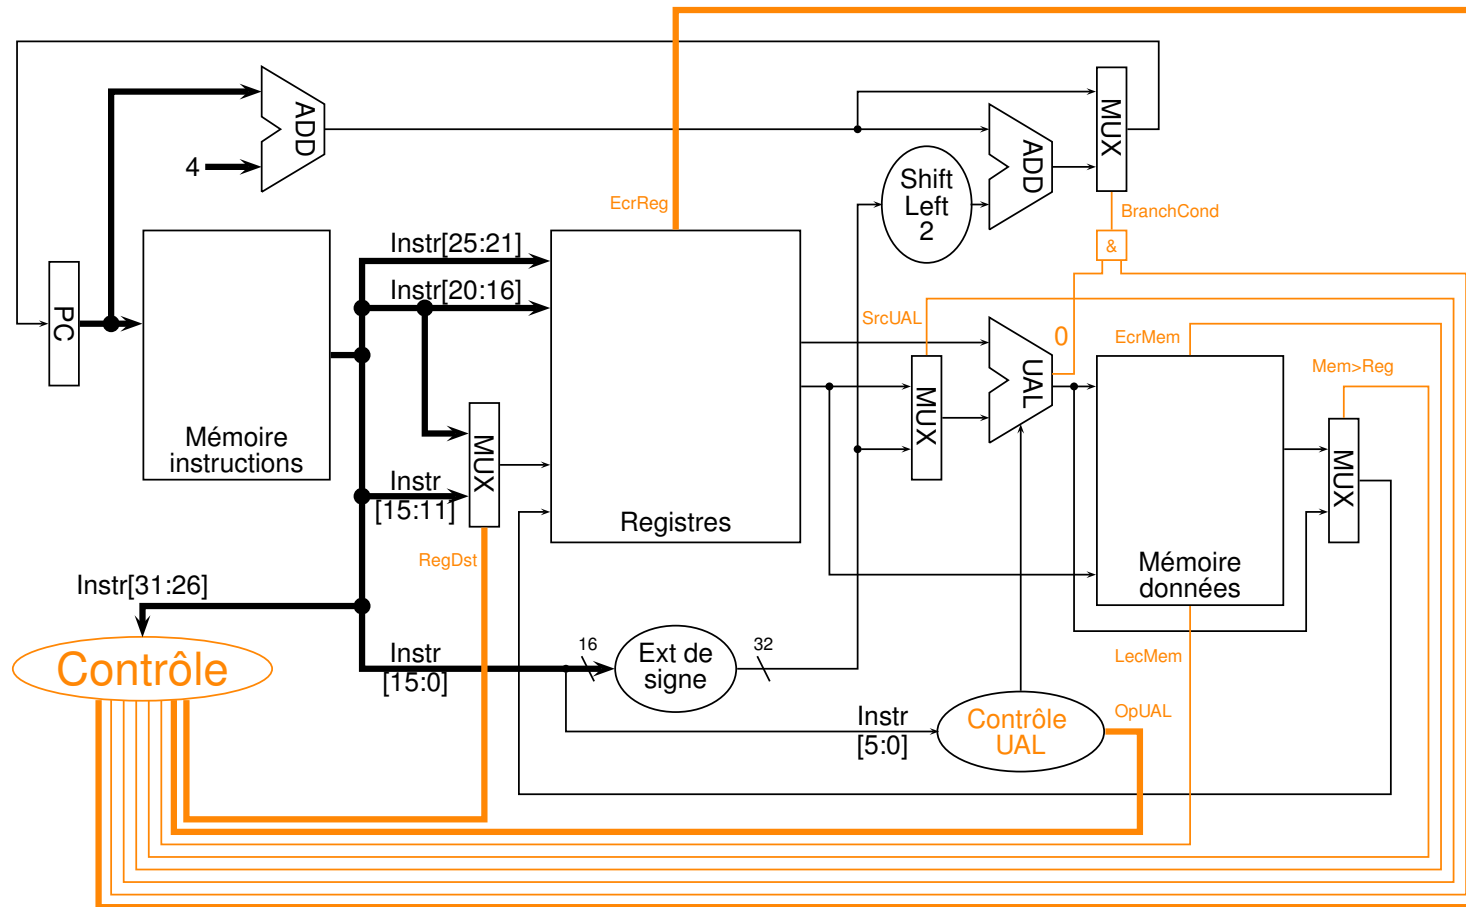 ADD
4
MUX
ADD
Shift
Left
2
EcrReg
BranchCond
&
Instr[25:21]
Instr[20:16]
PC
SrcUAL
0
EcrMem
Mem>Reg
UAL
MUX
MUX
MUX
Mémoire
instructions
Instr
[15:11]
Registres
RegDst
Mémoire
données
Instr[31:26]
Contrôle
Instr
[15:0]
16
Ext de
signe
32
LecMem
Instr
[5:0]
Contrôle
UAL
OpUAL